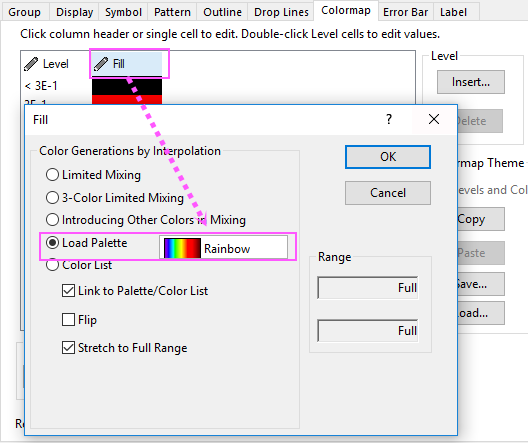 Group Display Symbol Pattern Outline Drop Lines Colormap Error Bar Label
Click column header or single cell to edit. Double-click Level cells to edit values.
Level Fill
Level
< 3E-1
Insert...
Delete
Fill ? ×
Color Generations by Interpolation
OK
Limited Mixing
3-Color Limited Mixing
Cancel
Introducing Other Colors in Mixing
Load Palette Rainbow
Color List
Link to Palette/Color List
Flip
Stretch to Full Range
Range
Full
Full
rmap Theme
Levels and Col
Copy
Paste
Save...
Load...